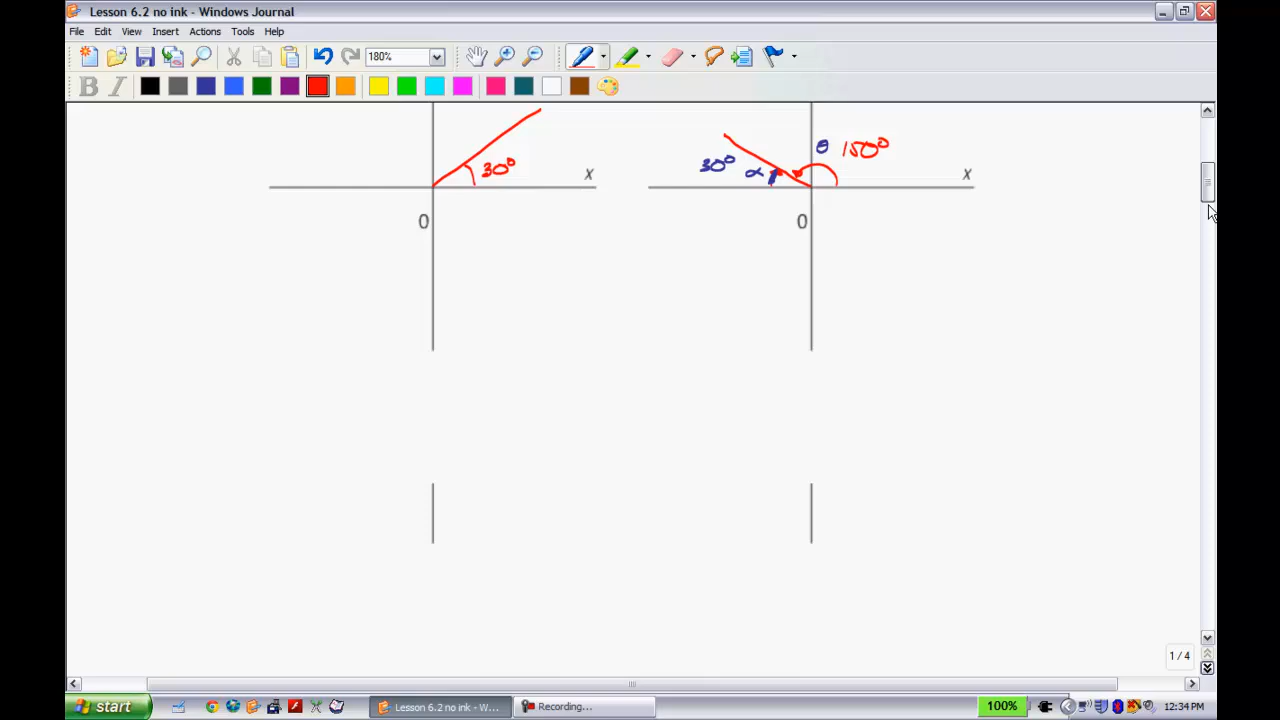 Lesson 6.2 no ink - Windows Journal
File Edit View Insert Actions Tools Help
180%
B I
30° x
0
30° α θ 150° x
0
1 / 4
start Lesson 6.2 no ink - W... Recording... 100% 12:34 PM